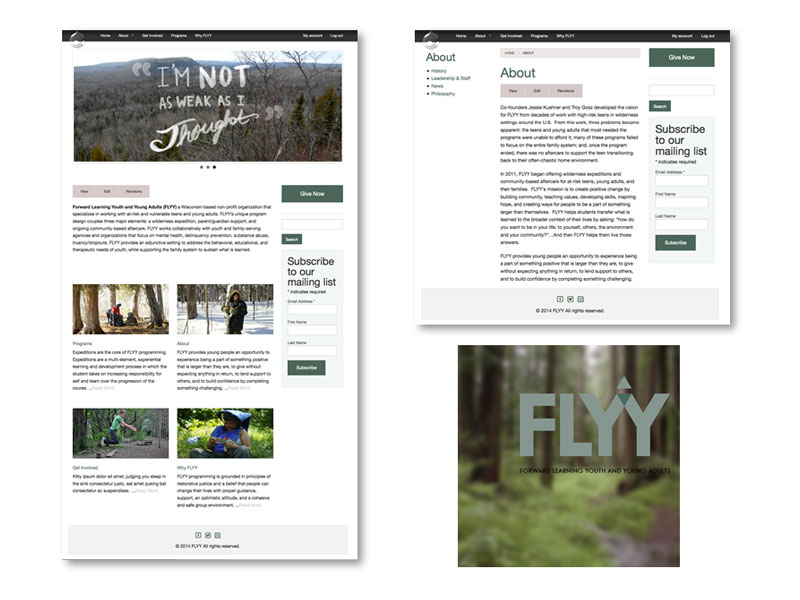 Home About Get Involved Programs Why FLYY My account Log out
“I'M NOT
AS WEAK AS I
Thought”
View Edit Revisions
Forward Learning Youth and Young Adults (FLYY) a Wisconsin-based non-profit organization that
specializes in working with at-risk and vulnerable teens and young adults. FLYY's unique program
design couples three major elements: a wilderness expedition, parent/guardian support, and
ongoing community-based aftercare. FLYY works collaboratively with youth and family-serving
agencies and organizations that focus on mental health, delinquency prevention, substance abuse,
truancy/dropouts. FLYY provides an adjunctive setting to address the behavioral, educational, and
therapeutic needs of youth, while supporting the family system to sustain what is learned.
Give Now
Search
Subscribe
to our
mailing list
* indicates required
Email Address *
First Name
Last Name
Subscribe
Programs
Expeditions are the core of FLYY programming.
Expeditions are a multi-element, experiential
learning and development process in which the
student takes on increasing responsibility for
self and team over the progression of the
course. ...Read More
About
FLYY provides young people an opportunity to
experience being a part of something positive
that is larger than they are, to give without
expecting anything in return, to lend support to
others, and to build confidence by completing
something challenging. ...Read More
Get Involved
Kitty ipsum dolor sit amet, judging you sleep in
the sink consectetur justo, eat amet puking bat
consectetur ac suspendisse. ...Read More
Why FLYY
FLYY programming is grounded in principles of
restorative justice and a belief that people can
change their lives with proper guidance,
support, an optimistic attitude, and a cohesive
and safe group environment. ...Read More
© 2014 FLYY All rights reserved.
Home About Get Involved Programs Why FLYY My account Log out
About
History
Leadership & Staff
News
Philosophy
HOME ABOUT
About
View Edit Revisions
Co-founders Jessie Kushner and Troy Gosz developed the vision
for FLYY from decades of work with high-risk teens in wilderness
settings around the U.S. From this work, three problems became
apparent: the teens and young adults that most needed the
programs were unable to afford it; many of these programs failed
to focus on the entire family system; and, once the program
ended, there was no aftercare to support the teen transitioning
back to their often-chaotic home environment.
In 2011, FLYY began offering wilderness expeditions and
community-based aftercare for at-risk teens, young adults, and
their families. FLYY's mission is to create positive change by
building community, teaching values, developing skills, inspiring
hope, and creating ways for people to be a part of something
larger than themselves. FLYY helps students transfer what is
learned to the broader context of their lives by asking: "how do
you want to be in your life; to yourself, others, the environment
and your community?"...And then FLYY helps them live those
answers.
FLYY provides young people an opportunity to experience being
a part of something positive that is larger than they are, to give
without expecting anything in return, to lend support to others,
and to build confidence by completing something challenging.
Give Now
Search
Subscribe
to our
mailing list
* indicates required
Email Address *
First Name
Last Name
Subscribe
© 2014 FLYY All rights reserved.
FLYY
FORWARD LEARNING YOUTH AND YOUNG ADULTS